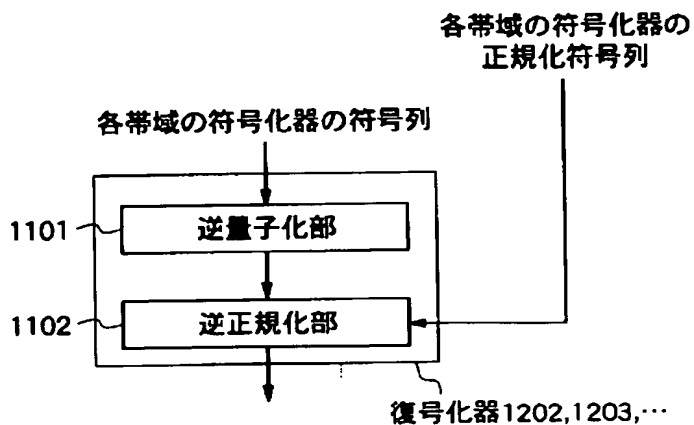 各帯域の符号化器の
正規化符号列
各帯域の符号化器の符号列
1101
逆量子化部
1102
逆正規化部
復号化器1202,1203,…